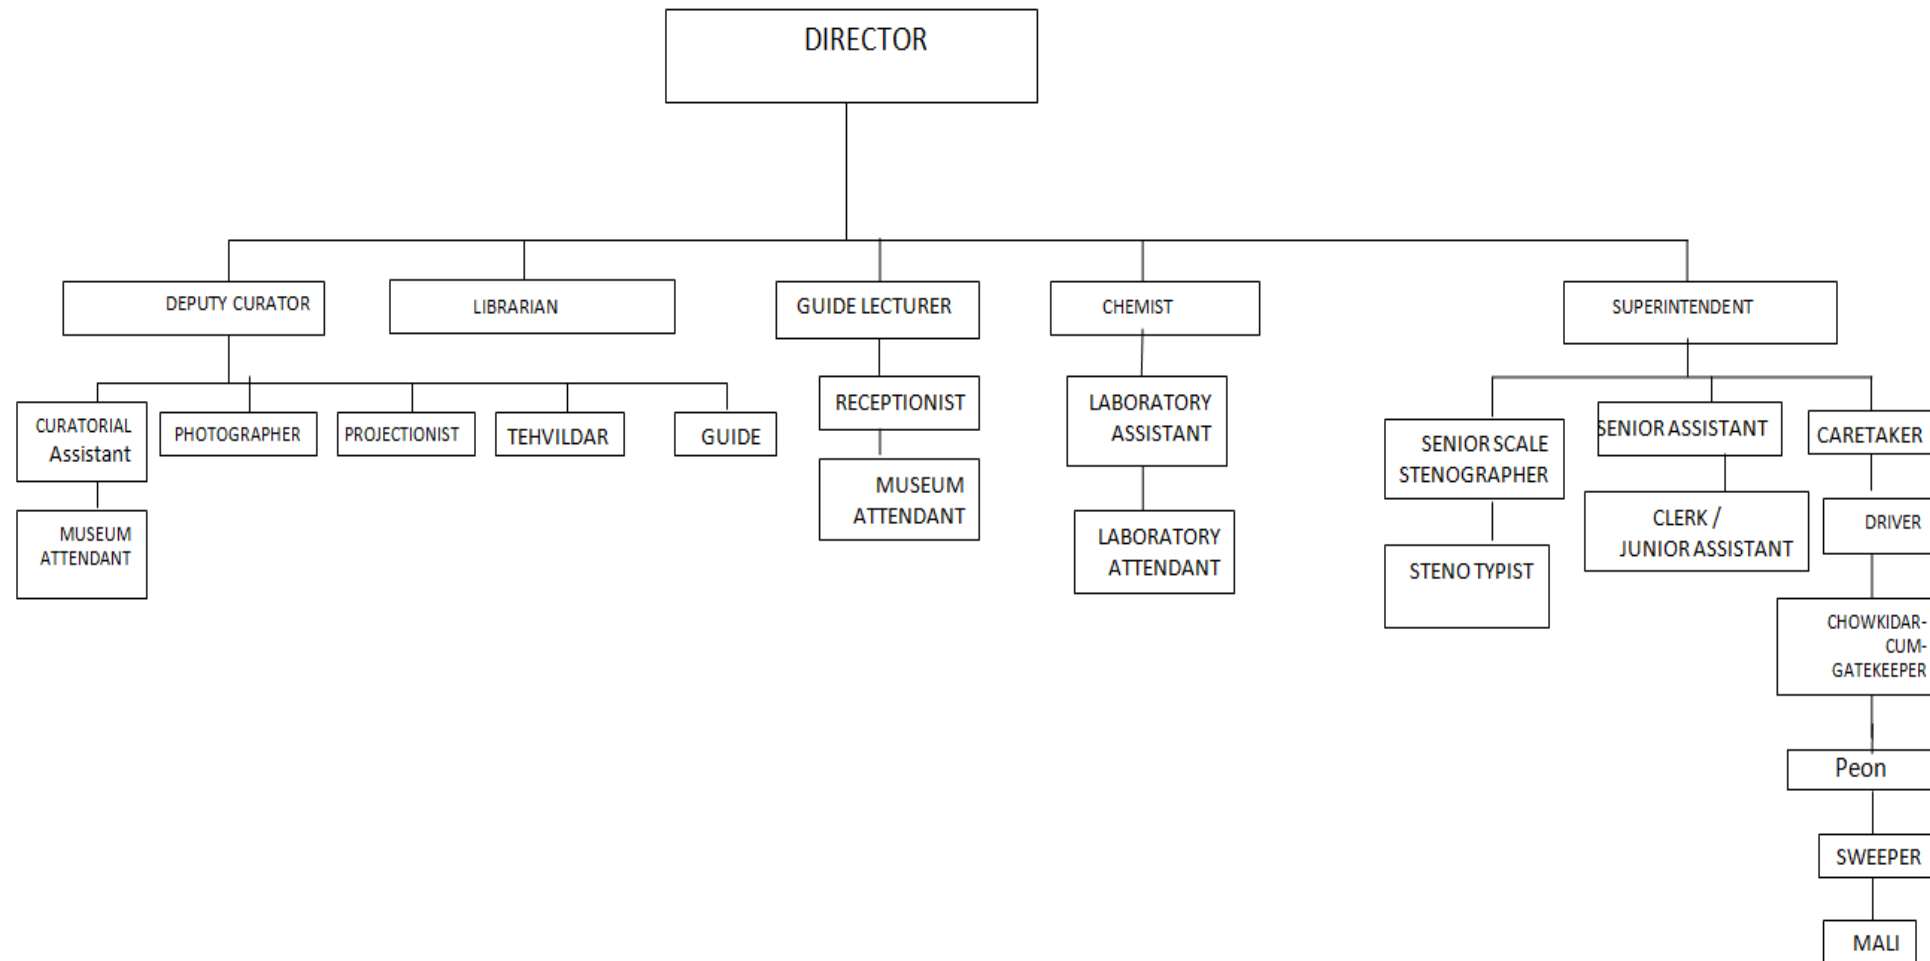 DIRECTOR
DEPUTY CURATOR
LIBRARIAN
GUIDE LECTURER
CHEMIST
SUPERINTENDENT
CURATORIAL
Assistant
PHOTOGRAPHER
PROJECTIONIST
TEHVILDAR
GUIDE
RECEPTIONIST
LABORATORY
ASSISTANT
SENIOR SCALE
STENOGRAPHER
SENIOR ASSISTANT
CARETAKER
MUSEUM
ATTENDANT
MUSEUM
ATTENDANT
LABORATORY
ATTENDANT
STENO TYPIST
CLERK /
JUNIOR ASSISTANT
DRIVER
CHOWKIDAR-
CUM-
GATEKEEPER
Peon
SWEEPER
MALI